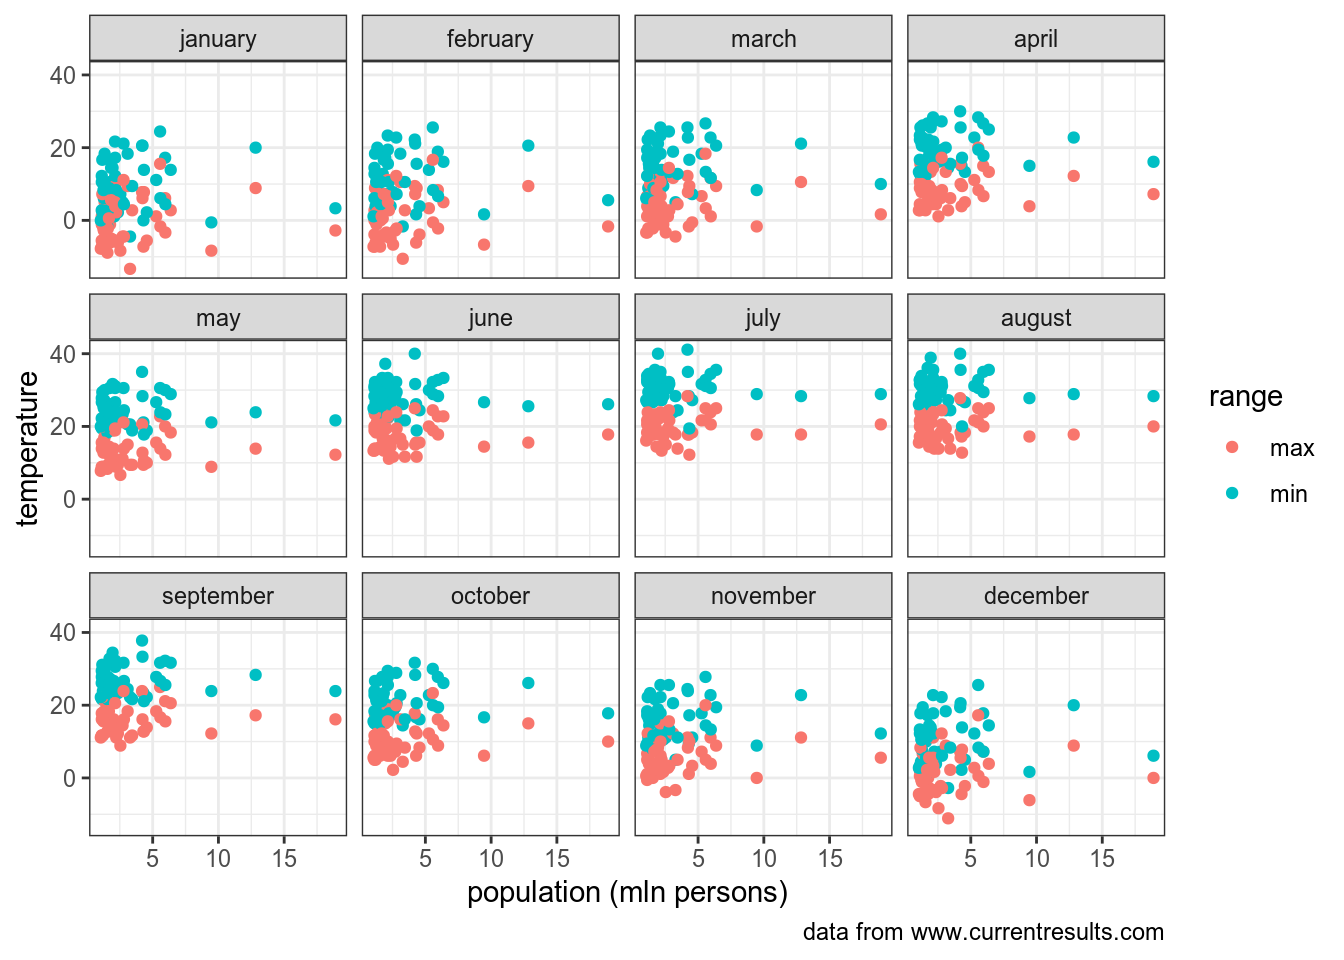 january february march april
40
20
0
may june july august
40
20
0
temperature
range
max
min
september october november december
40
20
0
5 10 15 5 10 15 5 10 15 5 10 15
population (mln persons)
data from www.currentresults.com